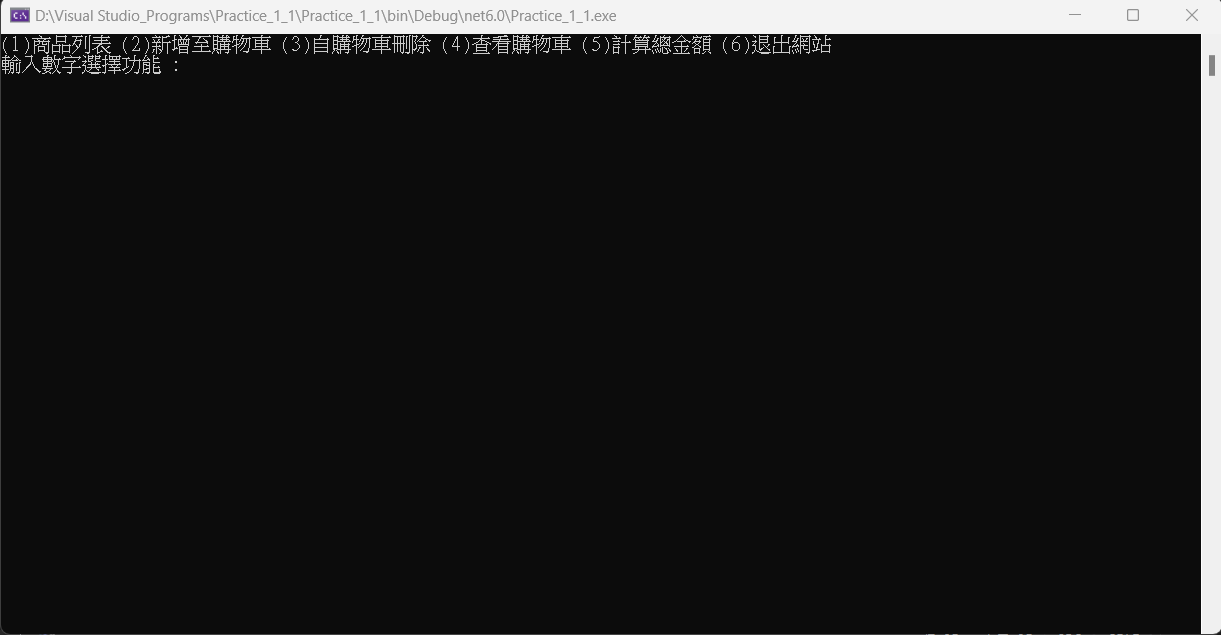 D:\Visual Studio_Programs\Practice_1_1\Practice_1_1\bin\Debug\net6.0\Practice_1_1.exe
(1)商品列表 (2)新增至購物車 (3)自購物車刪除 (4)查看購物車 (5)計算總金額 (6)退出網站
輸入數字選擇功能 :